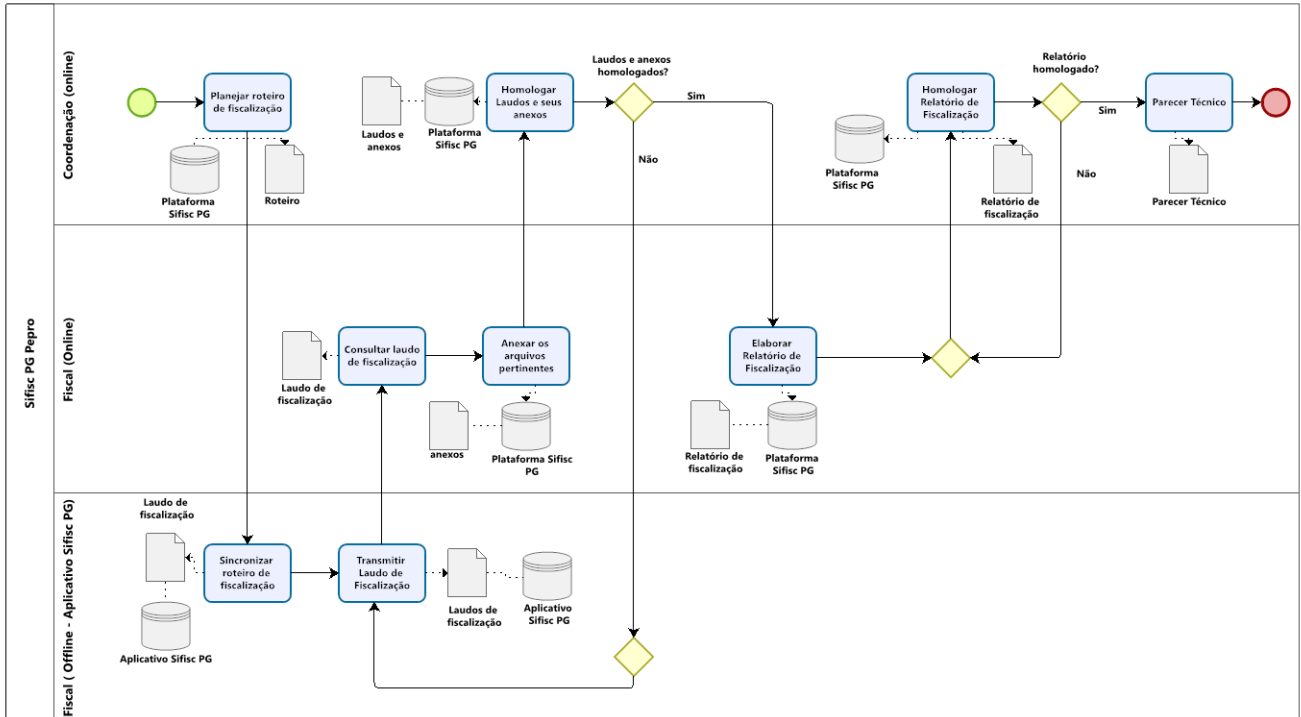 Sifisc PG Pepro
Coordenação (online)
Planejar roteiro
de fiscalização
Plataforma
Sifisc PG
Roteiro
Laudos e
anexos
Plataforma
Sifisc PG
Homologar
Laudos e seus
anexos
Laudos e anexos
homologados?
Sim
Não
Homologar
Relatório de
Fiscalização
Plataforma
Sifisc PG
Relatório de
fiscalização
Relatório
homologado?
Sim
Não
Parecer Técnico
Parecer Técnico
Fiscal (Online)
Laudo de
fiscalização
Consultar laudo
de fiscalização
Anexar os
arquivos
pertinentes
anexos
Plataforma Sifisc
PG
Elaborar
Relatório de
Fiscalização
Relatório de
fiscalização
Plataforma
Sifisc PG
Fiscal ( Offline - Aplicativo Sifisc PG)
Laudo de
fiscalização
Aplicativo Sifisc PG
Sincronizar
roteiro de
fiscalização
Transmitir
Laudo de
Fiscalização
Laudos de
fiscalização
Aplicativo
Sifisc PG